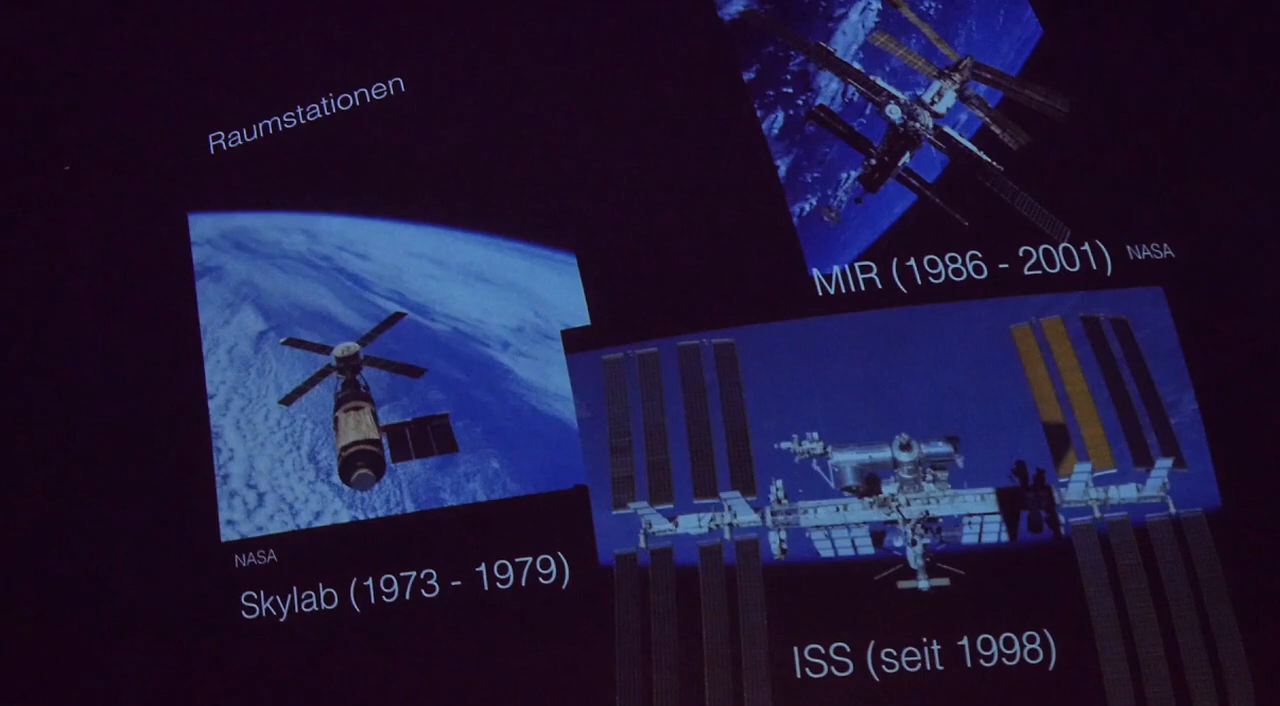 Raumstationen
MIR (1986 - 2001)
NASA
NASA
Skylab (1973 - 1979)
ISS (seit 1998)